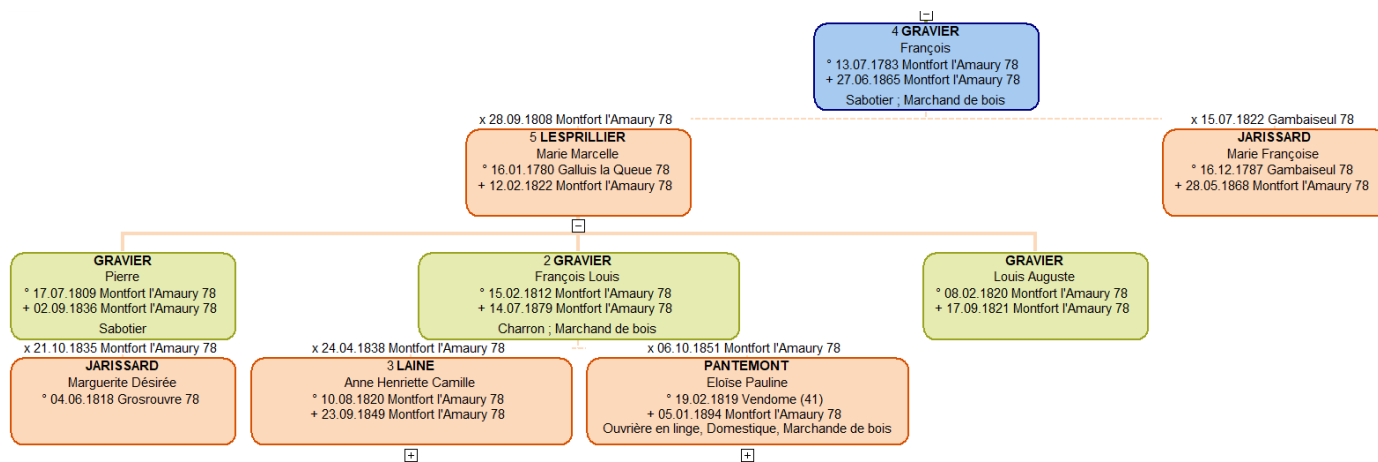 4 GRAVIER
François
° 13.07.1783 Montfort l'Amaury 78
+ 27.06.1865 Montfort l'Amaury 78
Sabotier ; Marchand de bois
x 28.09.1808 Montfort l'Amaury 78
5 LESPRILLIER
Marie Marcelle
° 16.01.1780 Galluis la Queue 78
+ 12.02.1822 Montfort l'Amaury 78
x 15.07.1822 Gambaiseul 78
JARISSARD
Marie Françoise
° 16.12.1787 Gambaiseul 78
+ 28.05.1868 Montfort l'Amaury 78
GRAVIER
Pierre
° 17.07.1809 Montfort l'Amaury 78
+ 02.09.1836 Montfort l'Amaury 78
Sabotier
x 21.10.1835 Montfort l'Amaury 78
JARISSARD
Marguerite Désirée
° 04.06.1818 Grosrouvre 78
2 GRAVIER
François Louis
° 15.02.1812 Montfort l'Amaury 78
+ 14.07.1879 Montfort l'Amaury 78
Charron ; Marchand de bois
x 24.04.1838 Montfort l'Amaury 78
3 LAINE
Anne Henriette Camille
° 10.08.1820 Montfort l'Amaury 78
+ 23.09.1849 Montfort l'Amaury 78
x 06.10.1851 Montfort l'Amaury 78
PANTEMONT
Eloïse Pauline
° 19.02.1819 Vendome (41)
+ 05.01.1894 Montfort l'Amaury 78
Ouvrière en linge, Domestique, Marchande de bois
GRAVIER
Louis Auguste
° 08.02.1820 Montfort l'Amaury 78
+ 17.09.1821 Montfort l'Amaury 78